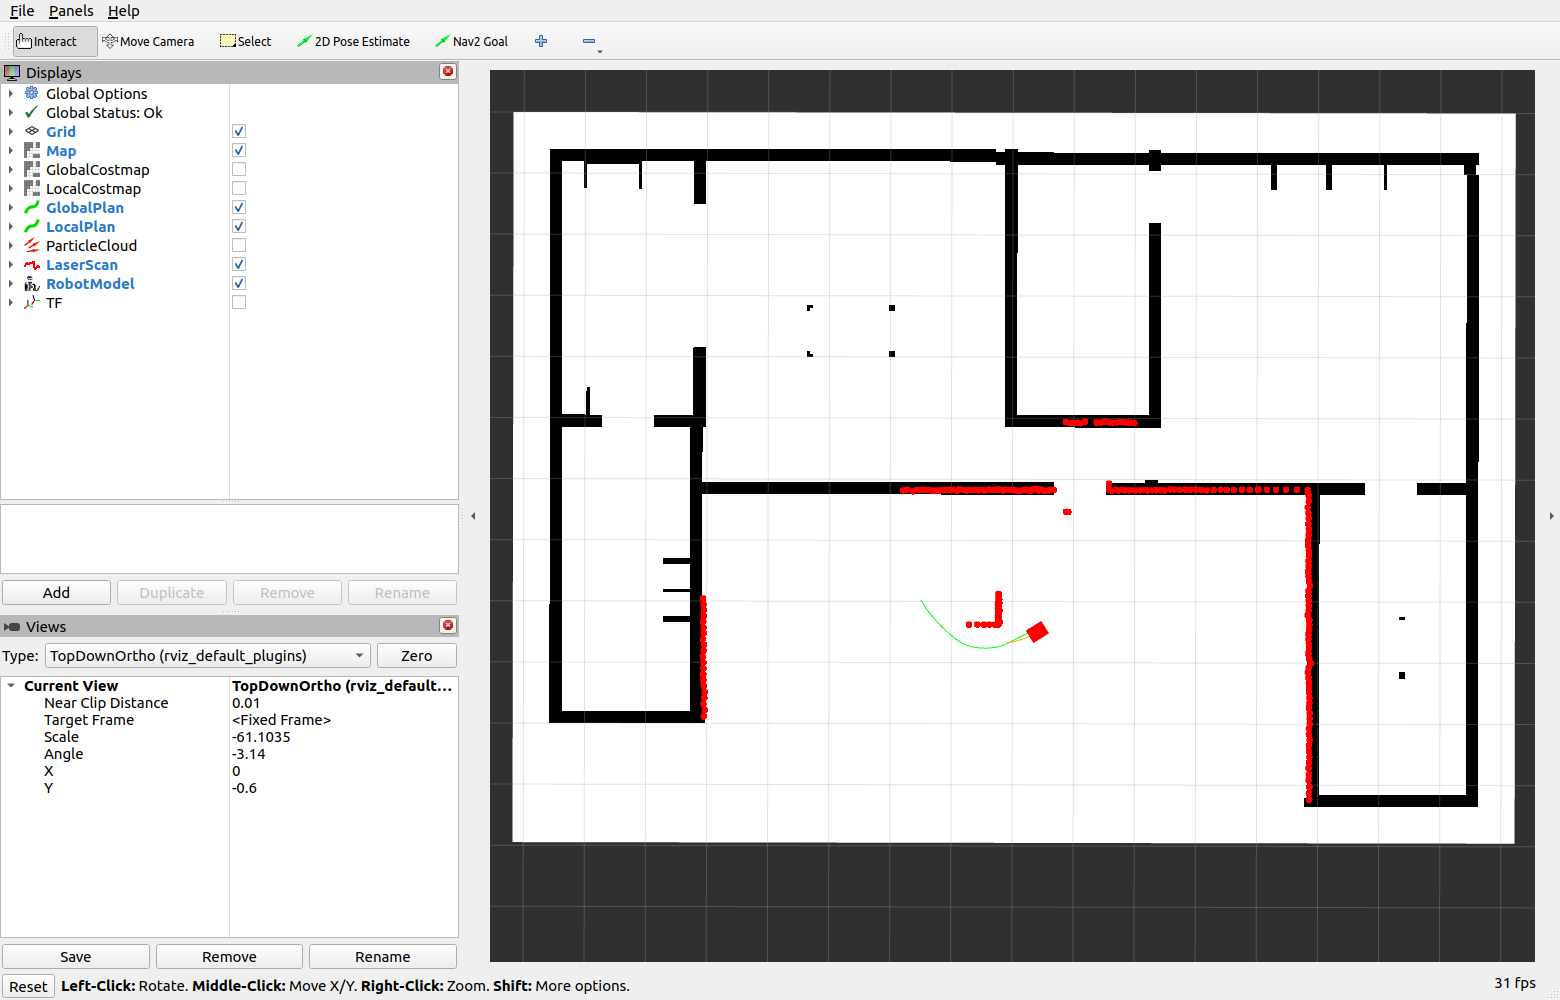 File Panels Help
Interact Move Camera Select 2D Pose Estimate Nav2 Goal
Displays
Global Options
Global Status: Ok
Grid
Map
GlobalCostmap
LocalCostmap
GlobalPlan
LocalPlan
ParticleCloud
LaserScan
RobotModel
TF
Add Duplicate Remove Rename
Views
Type: TopDownOrtho (rviz_default_plugins) Zero
Current View TopDownOrtho (rviz_default...
Near Clip Distance 0.01
Target Frame <Fixed Frame>
Scale -61.1035
Angle -3.14
X 0
Y -0.6
Save Remove Rename
Reset Left-Click: Rotate. Middle-Click: Move X/Y. Right-Click: Zoom. Shift: More options. 31 fps